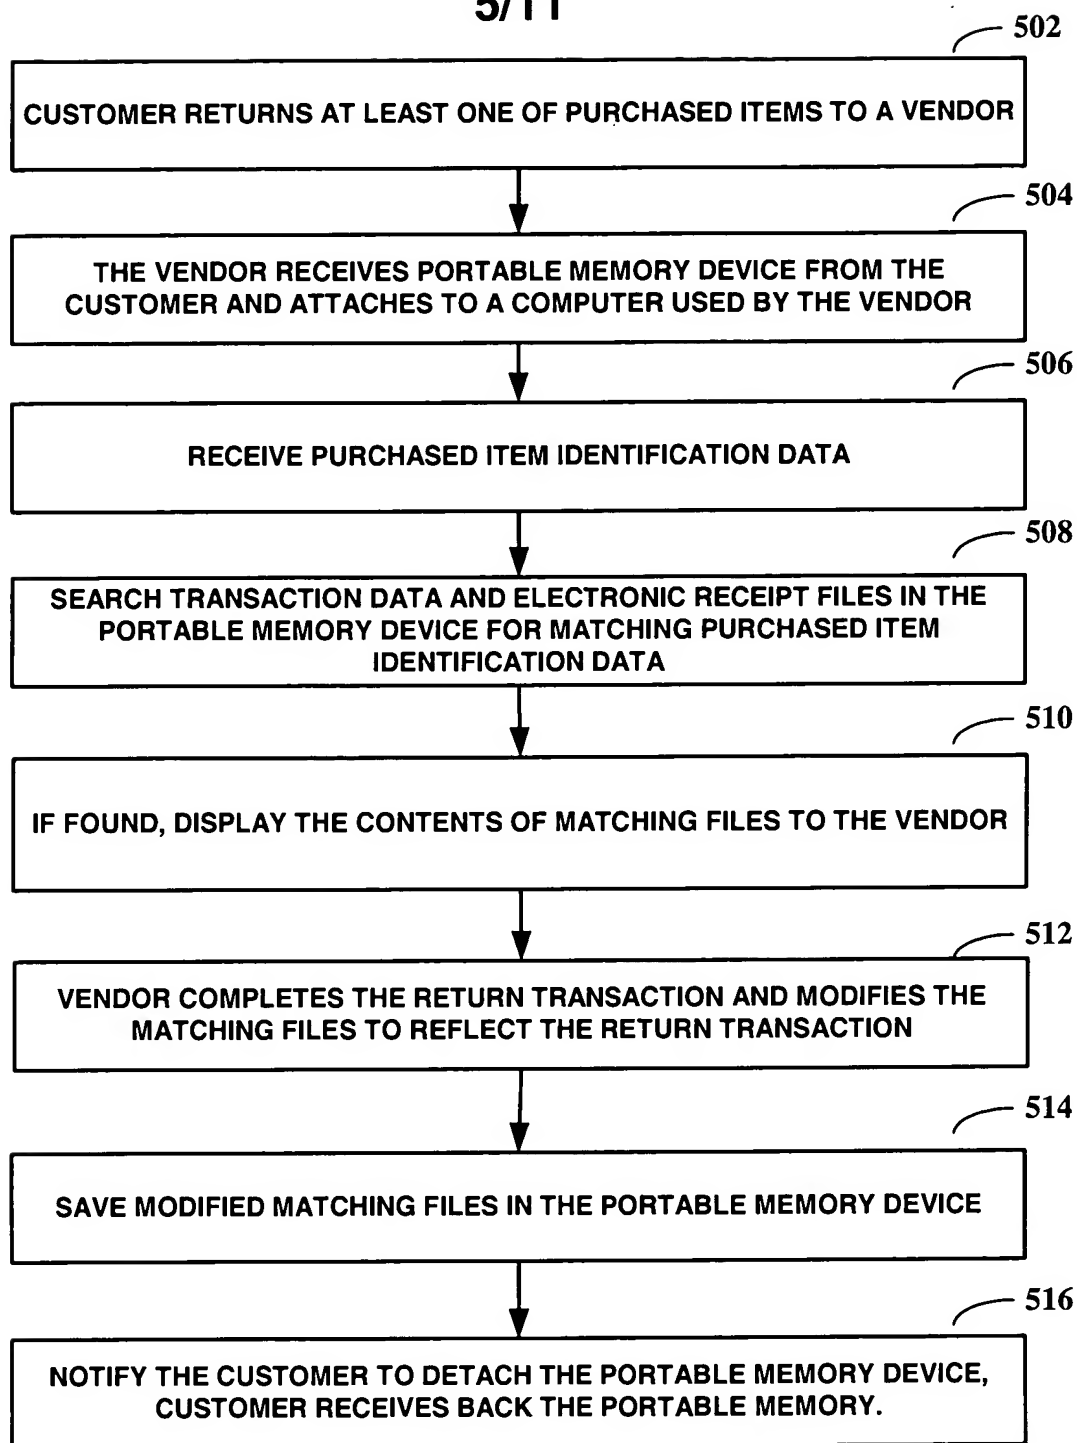 5/11
502
CUSTOMER RETURNS AT LEAST ONE OF PURCHASED ITEMS TO A VENDOR
504
THE VENDOR RECEIVES PORTABLE MEMORY DEVICE FROM THE
CUSTOMER AND ATTACHES TO A COMPUTER USED BY THE VENDOR
506
RECEIVE PURCHASED ITEM IDENTIFICATION DATA
508
SEARCH TRANSACTION DATA AND ELECTRONIC RECEIPT FILES IN THE
PORTABLE MEMORY DEVICE FOR MATCHING PURCHASED ITEM
IDENTIFICATION DATA
510
IF FOUND, DISPLAY THE CONTENTS OF MATCHING FILES TO THE VENDOR
512
VENDOR COMPLETES THE RETURN TRANSACTION AND MODIFIES THE
MATCHING FILES TO REFLECT THE RETURN TRANSACTION
514
SAVE MODIFIED MATCHING FILES IN THE PORTABLE MEMORY DEVICE
516
NOTIFY THE CUSTOMER TO DETACH THE PORTABLE MEMORY DEVICE,
CUSTOMER RECEIVES BACK THE PORTABLE MEMORY.